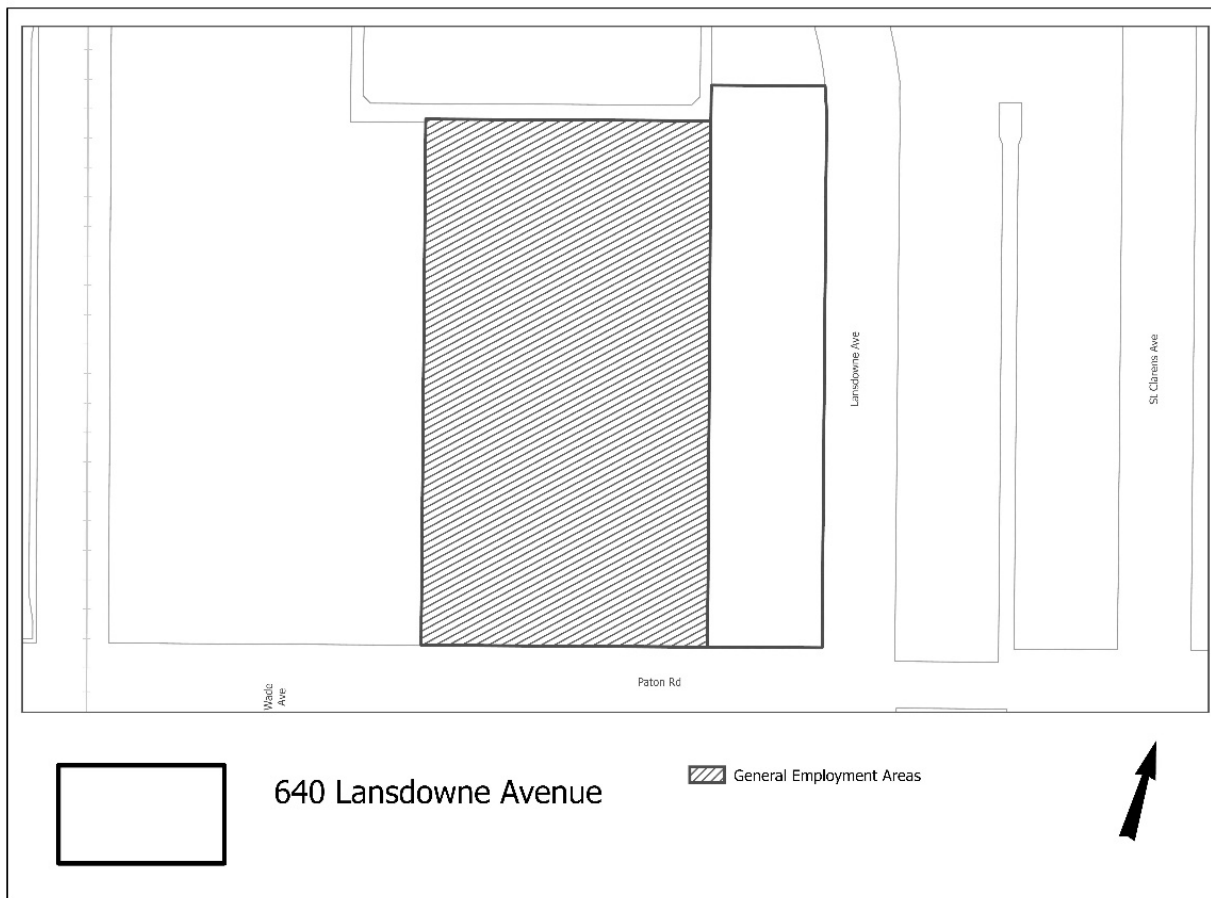 Lansdowne Ave
St. Clarens Ave
Paton Rd
Wade
Ave
640 Lansdowne Avenue
General Employment Areas